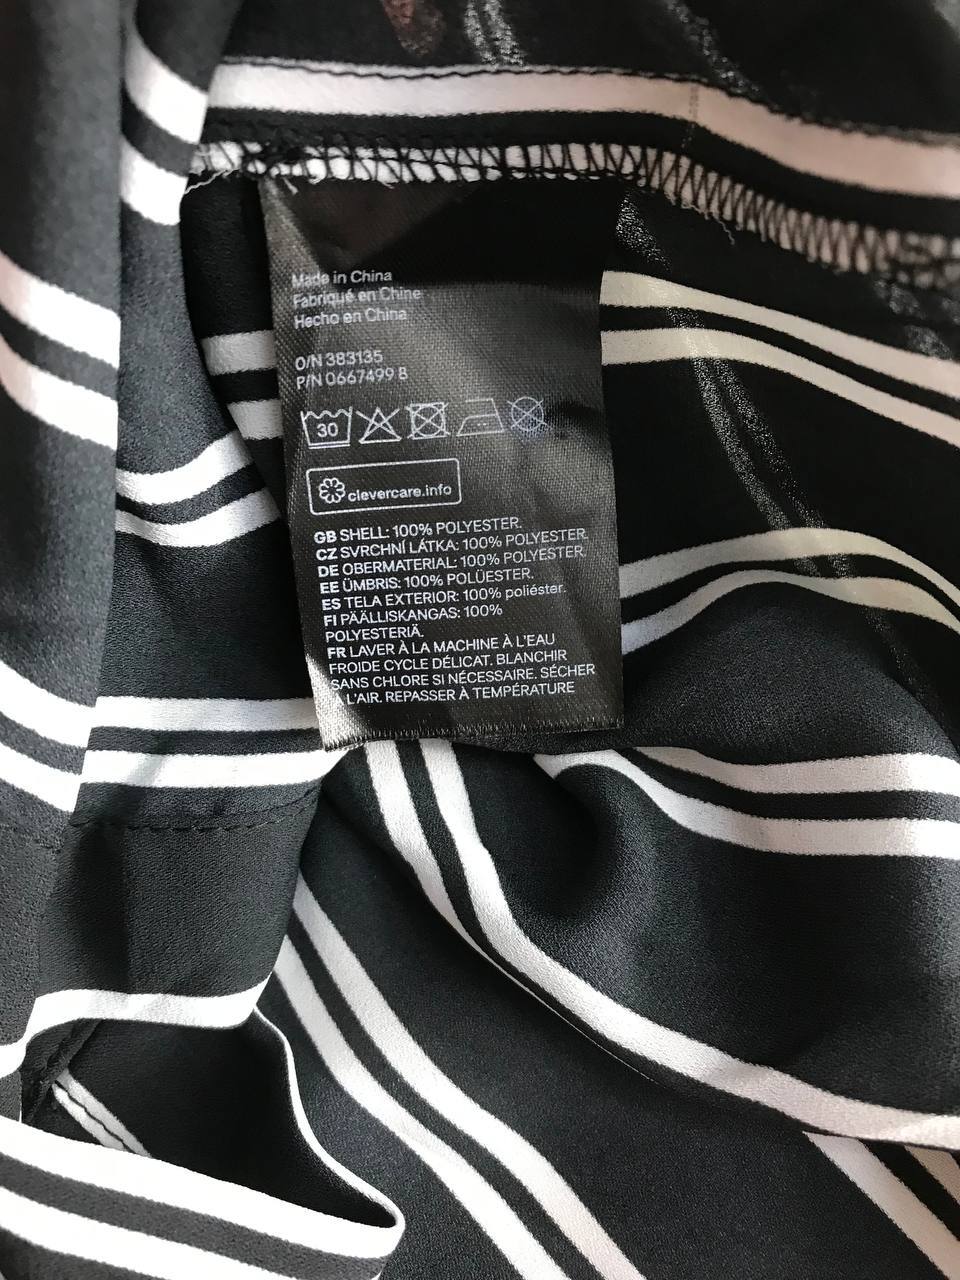 Made in China
Fabriqué en Chine
Hecho en China
O/N 383135
P/N 0667499 B
30
clevercare.info
GB SHELL: 100% POLYESTER.
CZ SVRCHNÍ LÁTKA: 100% POLYESTER.
DE OBERMATERIAL: 100% POLYESTER.
EE ÜMBRIS: 100% POLÜESTER.
ES TELA EXTERIOR: 100% poliéster.
FI PÄÄLLISKANGAS: 100%
POLYESTERIÄ.
FR LAVER À LA MACHINE À L'EAU
FROIDE CYCLE DÉLICAT. BLANCHIR
SANS CHLORE SI NÉCESSAIRE. SÉCHER
À L'AIR. REPASSER À TEMPÉRATURE